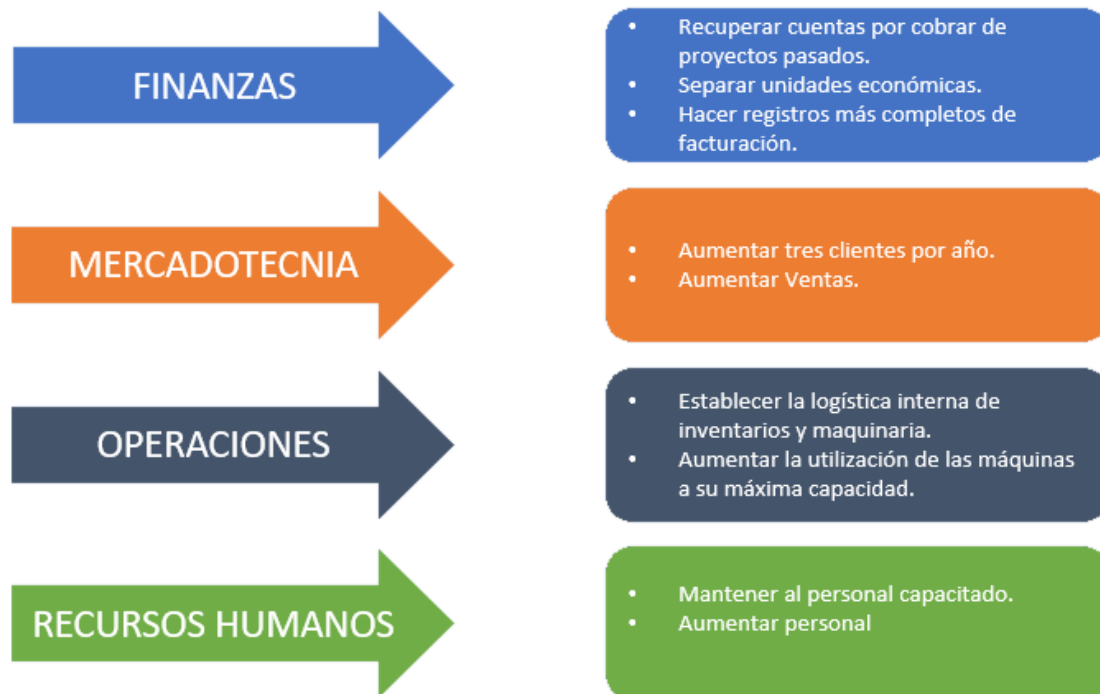 FINANZAS
• Recuperar cuentas por cobrar de
proyectos pasados.
• Separar unidades económicas.
• Hacer registros más completos de
facturación.
MERCADOTECNIA
• Aumentar tres clientes por año.
• Aumentar Ventas.
OPERACIONES
• Establecer la logística interna de
inventarios y maquinaria.
• Aumentar la utilización de las máquinas
a su máxima capacidad.
RECURSOS HUMANOS
• Mantener al personal capacitado.
• Aumentar personal